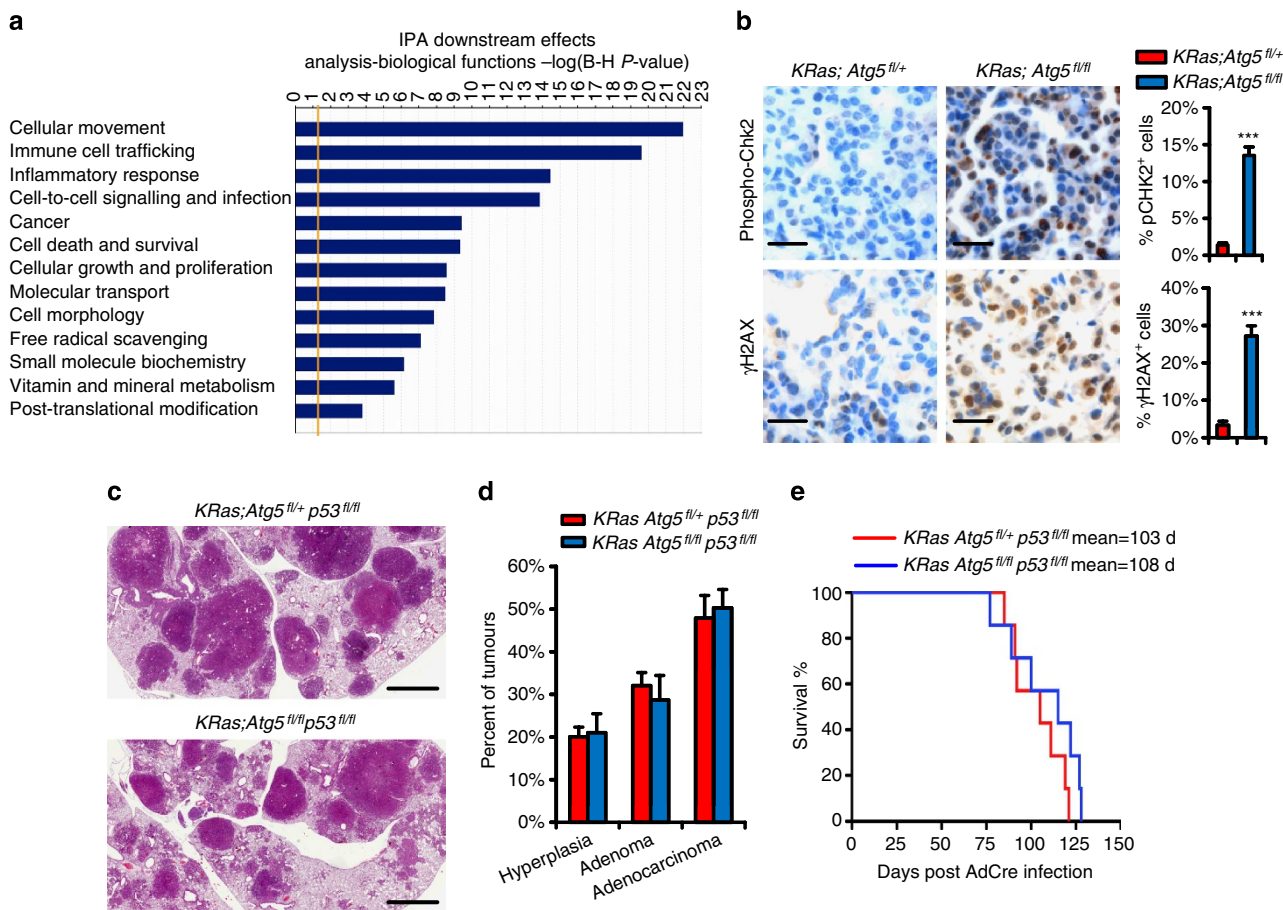 a
IPA downstream effects
analysis-biological functions –log(B-H P-value)
0 1 2 3 4 5 6 7 8 9 10 11 12 13 14 15 16 17 18 19 20 21 22 23
Cellular movement
Immune cell trafficking
Inflammatory response
Cell-to-cell signalling and infection
Cancer
Cell death and survival
Cellular growth and proliferation
Molecular transport
Cell morphology
Free radical scavenging
Small molecule biochemistry
Vitamin and mineral metabolism
Post-translational modification
b
KRas; Atg5 fl/+
KRas; Atg5 fl/fl
KRas;Atg5 fl/+
KRas;Atg5 fl/fl
Phospho-Chk2
% pCHK2+ cells
20%
15%
10%
5%
0%
***
γH2AX
% γH2AX+ cells
40%
30%
20%
10%
0%
***
c
KRas;Atg5 fl/+ p53 fl/fl
KRas;Atg5 fl/fl p53 fl/fl
d
KRas Atg5 fl/+ p53 fl/fl
KRas Atg5 fl/fl p53 fl/fl
Percent of tumours
60%
50%
40%
30%
20%
10%
0%
Hyperplasia
Adenoma
Adenocarcinoma
e
KRas Atg5 fl/+ p53 fl/fl mean=103 d
KRas Atg5 fl/fl p53 fl/fl mean=108 d
Survival %
100
80
60
40
20
0
0 25 50 75 100 125 150
Days post AdCre infection